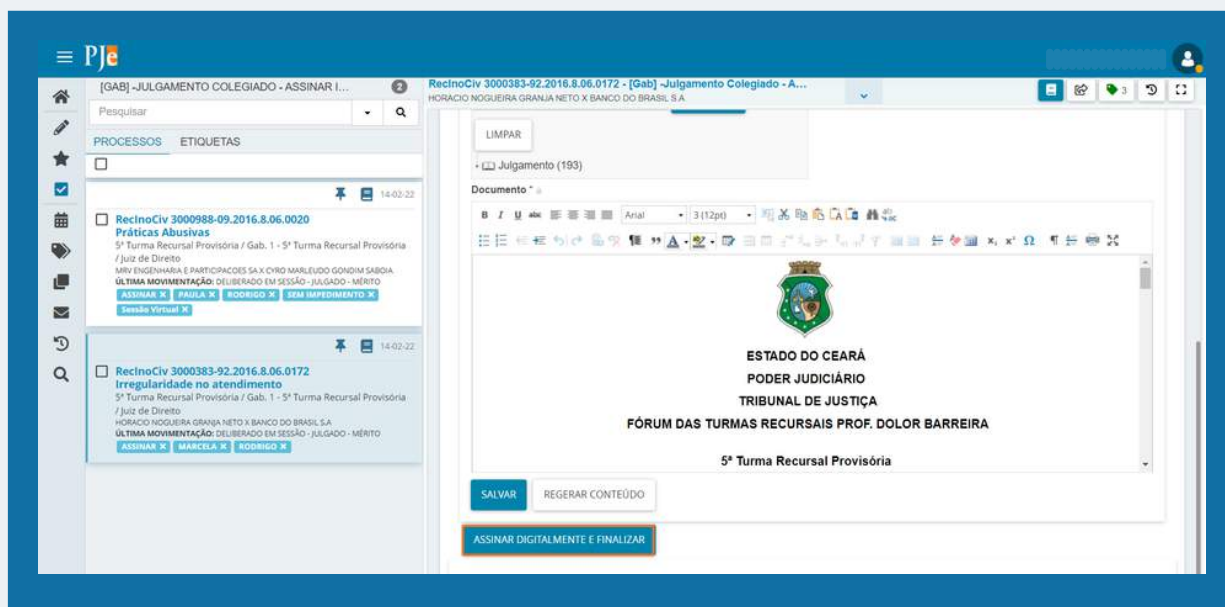 PJe
[GAB] -JULGAMENTO COLEGIADO - ASSINAR I...
2
Pesquisar
PROCESSOS ETIQUETAS
14-02-22
RecInoCiv 3000988-09.2016.8.06.0020
Práticas Abusivas
5ª Turma Recursal Provisória / Gab. 1 - 5ª Turma Recursal Provisória
/ Juiz de Direito
MRV ENGENHARIA E PARTICIPACOES SA X CYRO MARLEUDO GONDIM SABOIA
ÚLTIMA MOVIMENTAÇÃO: DELIBERADO EM SESSÃO - JULGADO - MÉRITO
ASSINAR X PAULA X RODRIGO X SEM IMPEDIMENTO X
Sessão Virtual X
14-02-22
RecInoCiv 3000383-92.2016.8.06.0172
Irregularidade no atendimento
5ª Turma Recursal Provisória / Gab. 1 - 5ª Turma Recursal Provisória
/ Juiz de Direito
HORACIO NOGUEIRA GRANJA NETO X BANCO DO BRASIL S.A
ÚLTIMA MOVIMENTAÇÃO: DELIBERADO EM SESSÃO - JULGADO - MÉRITO
ASSINAR X MARCELA X RODRIGO X
RecInoCiv 3000383-92.2016.8.06.0172 - [Gab] -Julgamento Colegiado - A...
HORACIO NOGUEIRA GRANJA NETO X BANCO DO BRASIL S.A
3
LIMPAR
Julgamento (193)
Documento *
B I U abc Arial 3 (12pt)
ESTADO DO CEARÁ
PODER JUDICIÁRIO
TRIBUNAL DE JUSTIÇA
FÓRUM DAS TURMAS RECURSAIS PROF. DOLOR BARREIRA
5ª Turma Recursal Provisória
SALVAR REGERAR CONTEÚDO
ASSINAR DIGITALMENTE E FINALIZAR